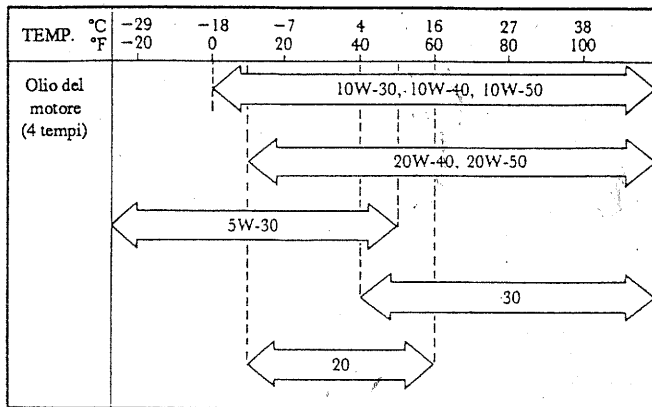 TEMP. °C −29 −18 −7 4 16 27 38
°F −20 0 20 40 60 80 100
Olio del
motore
(4 tempi)
10W-30, 10W-40, 10W-50
20W-40, 20W-50
5W-30
30
20